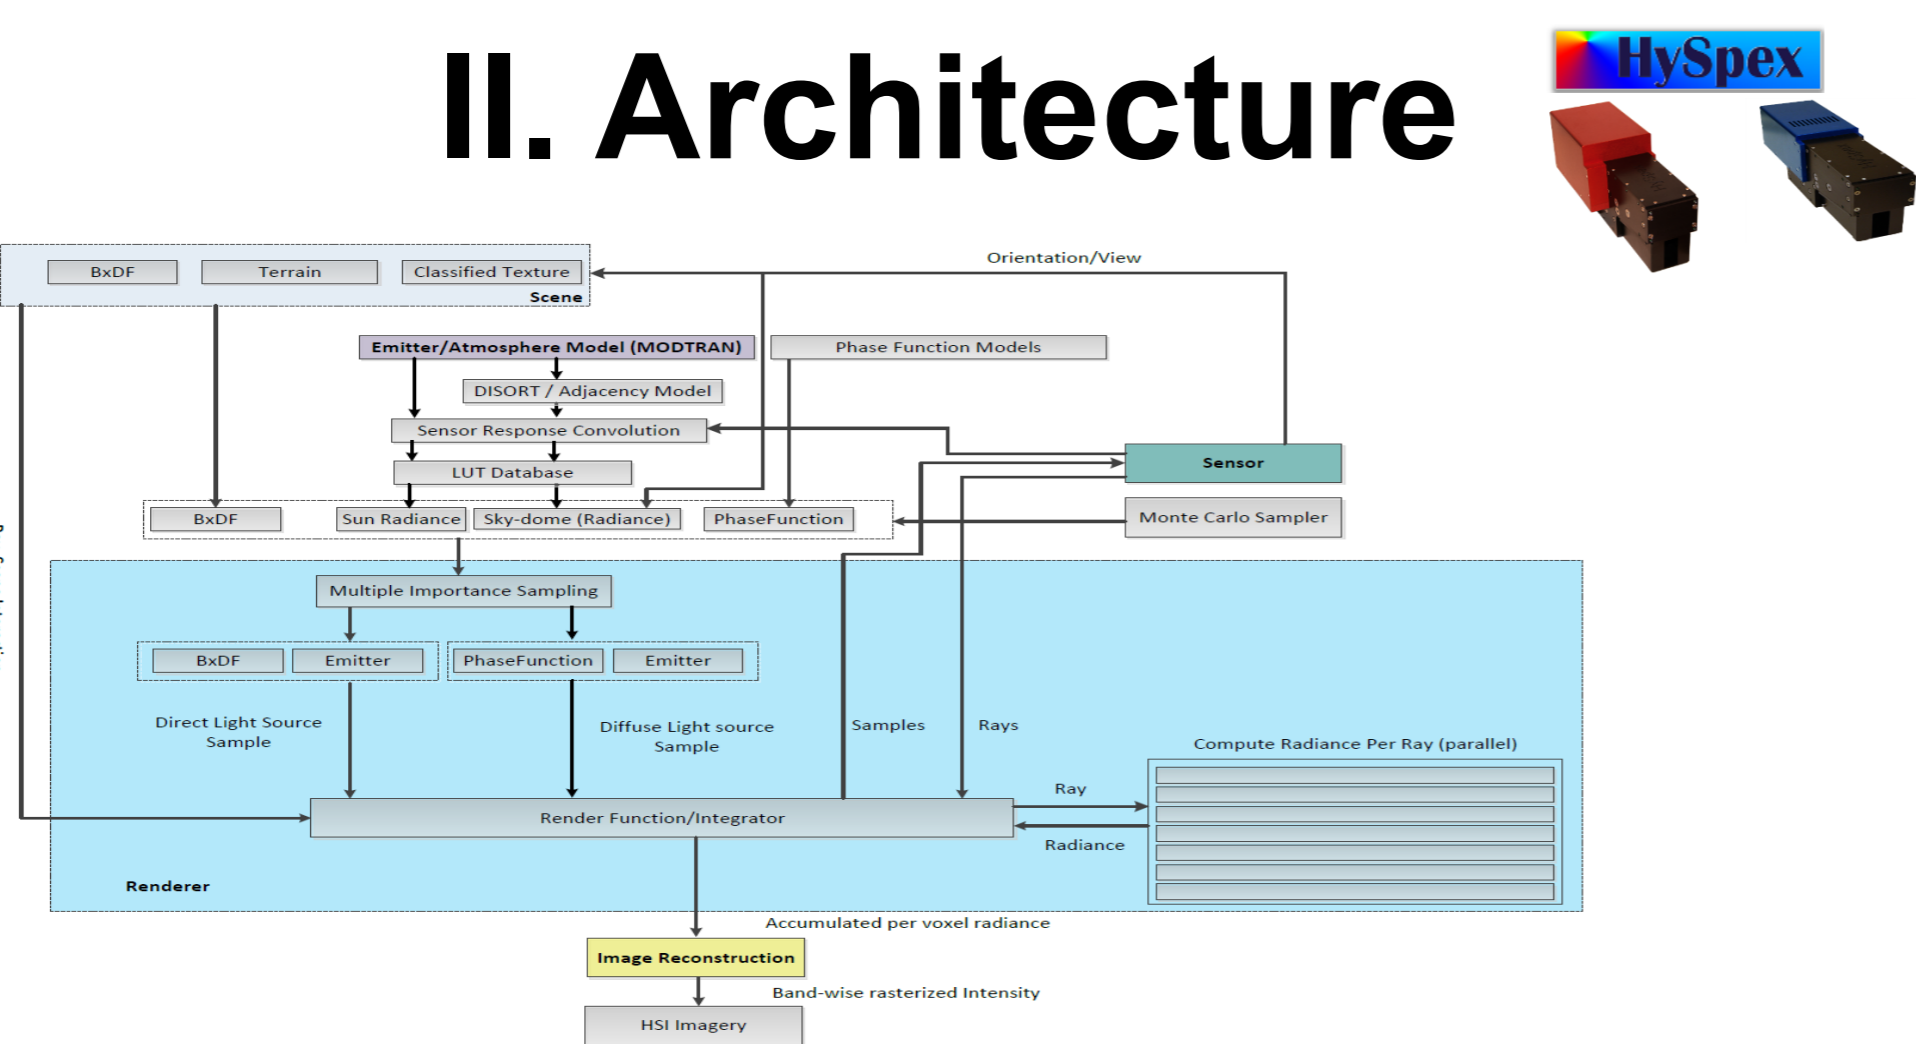 II. Architecture
HySpex
Orientation/View
BxDF
Terrain
Classified Texture
Scene
Emitter/Atmosphere Model (MODTRAN)
Phase Function Models
DISORT / Adjacency Model
Sensor Response Convolution
LUT Database
Sensor
Monte Carlo Sampler
BxDF
Sun Radiance
Sky-dome (Radiance)
PhaseFunction
Multiple Importance Sampling
BxDF
Emitter
PhaseFunction
Emitter
Direct Light Source
Sample
Diffuse Light source
Sample
Samples
Rays
Compute Radiance Per Ray (parallel)
Ray
Render Function/Integrator
Radiance
Renderer
Accumulated per voxel radiance
Image Reconstruction
Band-wise rasterized Intensity
HSI Imagery